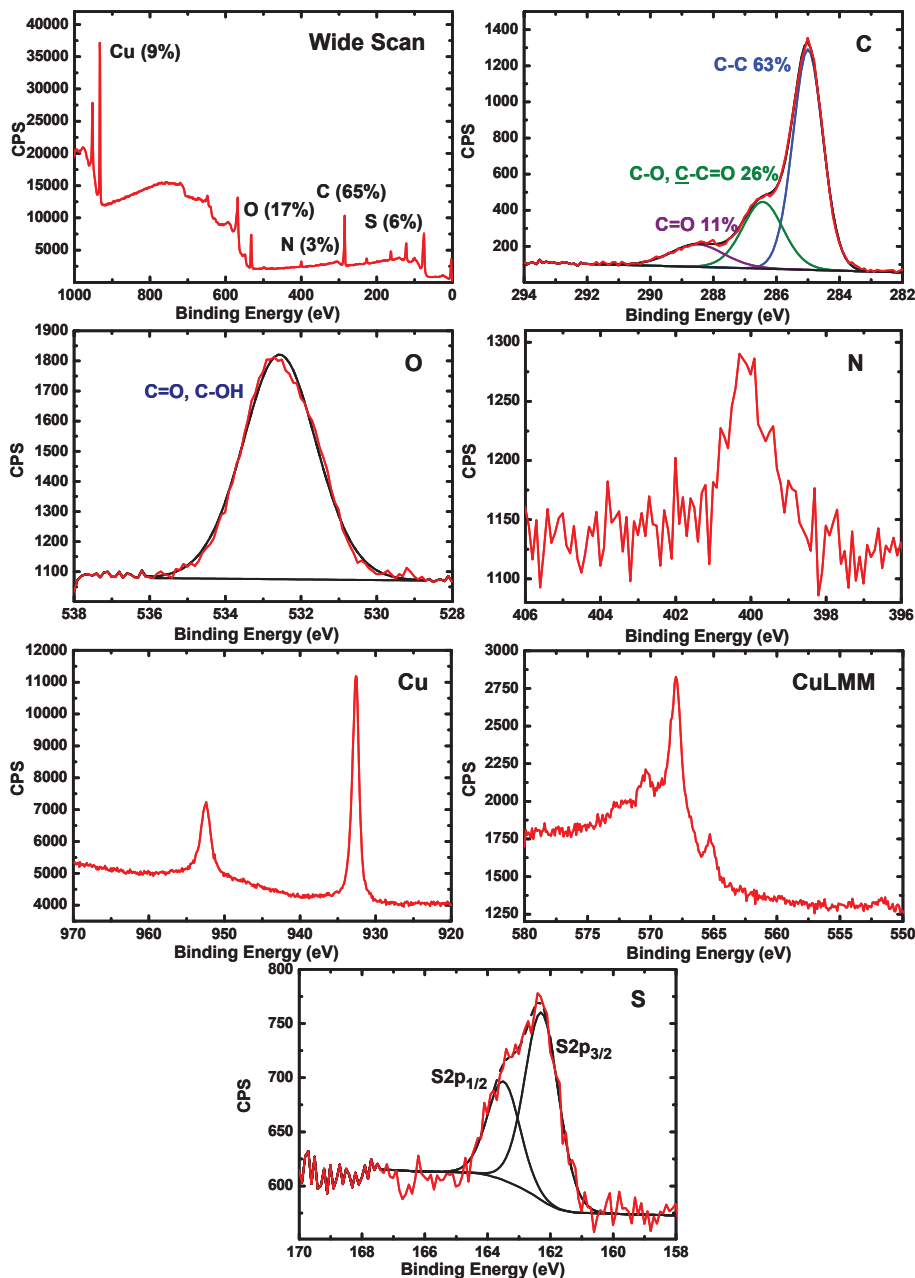 Wide Scan
Cu (9%)
O (17%)
N (3%)
C (65%)
S (6%)
40000
35000
30000
25000
20000
15000
10000
5000
CPS
1000 800 600 400 200 0
Binding Energy (eV)
C
C-C 63%
C-O, C-C=O 26%
C=O 11%
1400
1200
1000
800
600
400
200
0
CPS
294 292 290 288 286 284 282
Binding Energy (eV)
O
C=O, C-OH
1900
1800
1700
1600
1500
1400
1300
1200
1100
CPS
538 536 534 532 530 528
Binding Energy (eV)
N
1300
1250
1200
1150
1100
CPS
406 404 402 400 398 396
Binding Energy (eV)
Cu
12000
11000
10000
9000
8000
7000
6000
5000
4000
CPS
970 960 950 940 930 920
Binding Energy (eV)
CuLMM
3000
2750
2500
2250
2000
1750
1500
1250
CPS
580 575 570 565 560 555 550
Binding Energy (eV)
S
S2p1/2
S2p3/2
800
750
700
650
600
CPS
170 168 166 164 162 160 158
Binding Energy (eV)